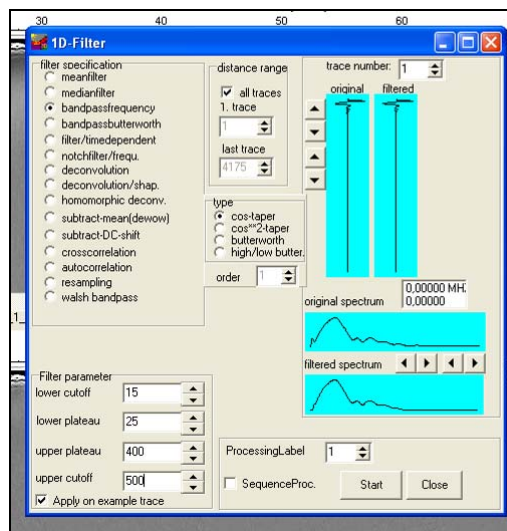 30 40 50 60
1D-Filter
filter specification
meanfilter
medianfilter
bandpassfrequency
bandpassbutterworth
filter/timedependent
notchfilter/frequ.
deconvolution
deconvolution/shap.
homomorphic deconv.
subtract-mean(dewow)
subtract-DC-shift
crosscorrelation
autocorrelation
resampling
walsh bandpass
distance range
all traces
1. trace
1
last trace
4175
type
cos-taper
cos**2-taper
butterworth
high/low butter.
order 1
trace number: 1
original filtered
original spectrum
0,00000 MH
0,00000
filtered spectrum
_1_
Filter parameter
lower cutoff 15
lower plateau 25
upper plateau 400
upper cutoff 500
Apply on example trace
ProcessingLabel 1
SequenceProc. Start Close